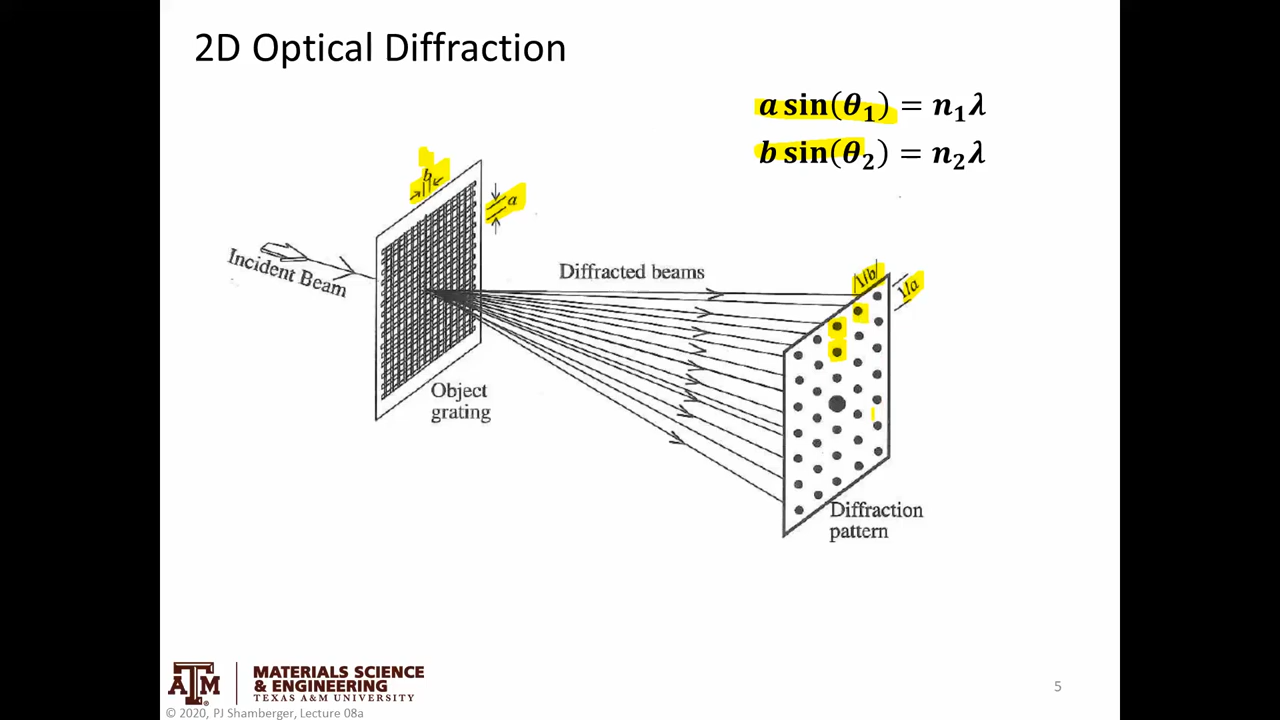 2D Optical Diffraction
a sin(θ₁) = n₁λ
b sin(θ₂) = n₂λ
b
a
Incident Beam
Diffracted beams
1/b
1/a
Object
grating
Diffraction
pattern
ATM
MATERIALS SCIENCE
& ENGINEERING
TEXAS A&M UNIVERSITY
5
© 2020, PJ Shamberger, Lecture 08a